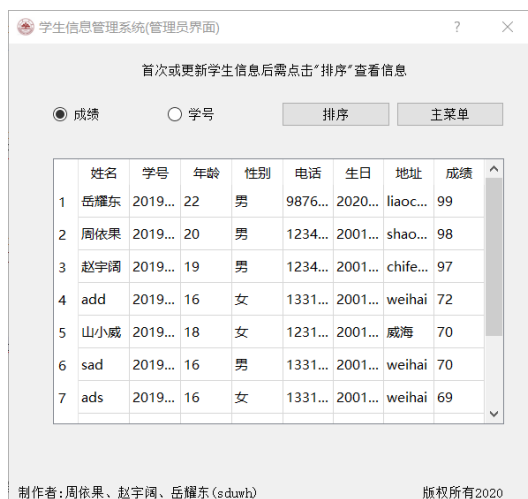 学生信息管理系统(管理员界面) ?
首次或更新学生信息后需点击"排序"查看信息
成绩 学号 排序 主菜单
姓名 学号 年龄 性别 电话 生日 地址 成绩
1 岳耀东 2019... 22 男 9876... 2020... liaoc... 99
2 周依果 2019... 20 男 1234... 2001... shao... 98
3 赵宇阔 2019... 19 男 1234... 2001... chife... 97
4 add 2019... 16 女 1331... 2001... weihai 72
5 山小威 2019... 18 女 1231... 2001... 威海 70
6 sad 2019... 16 男 1331... 2001... weihai 70
7 ads 2019... 16 女 1331... 2001... weihai 69
制作者:周依果、赵宇阔、岳耀东(sduwh) 版权所有2020